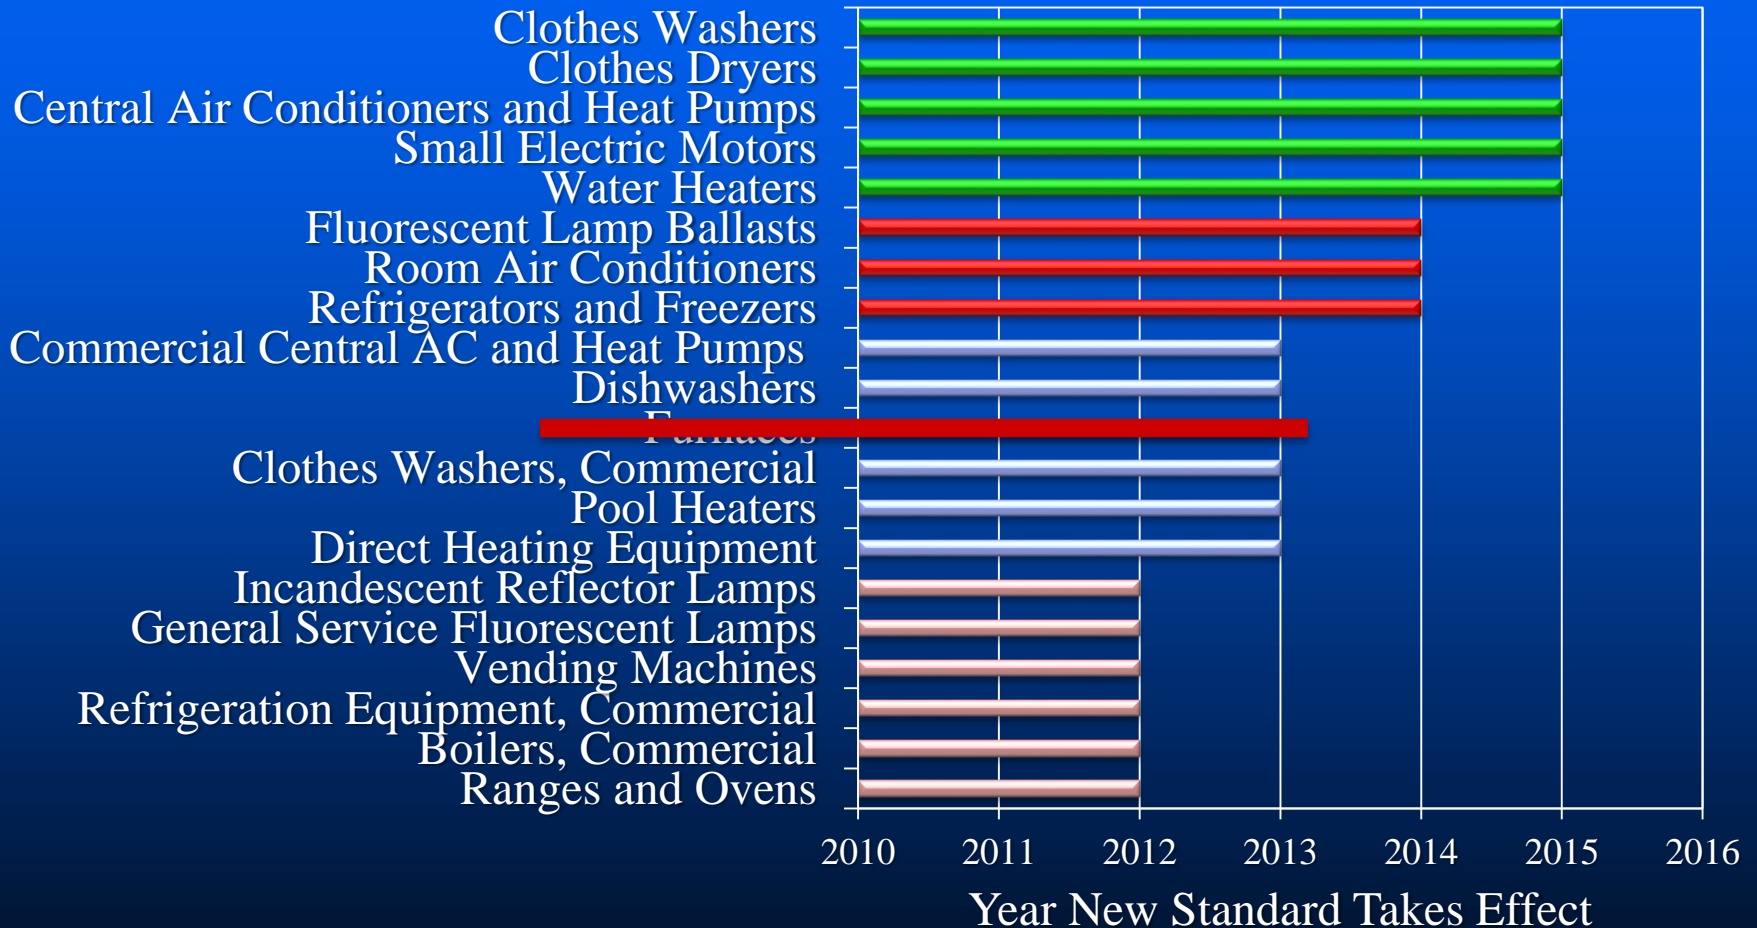 Clothes Washers
Clothes Dryers
Central Air Conditioners and Heat Pumps
Small Electric Motors
Water Heaters
Fluorescent Lamp Ballasts
Room Air Conditioners
Refrigerators and Freezers
Commercial Central AC and Heat Pumps
Dishwashers
Furnaces
Clothes Washers, Commercial
Pool Heaters
Direct Heating Equipment
Incandescent Reflector Lamps
General Service Fluorescent Lamps
Vending Machines
Refrigeration Equipment, Commercial
Boilers, Commercial
Ranges and Ovens
2010 2011 2012 2013 2014 2015 2016
Year New Standard Takes Effect